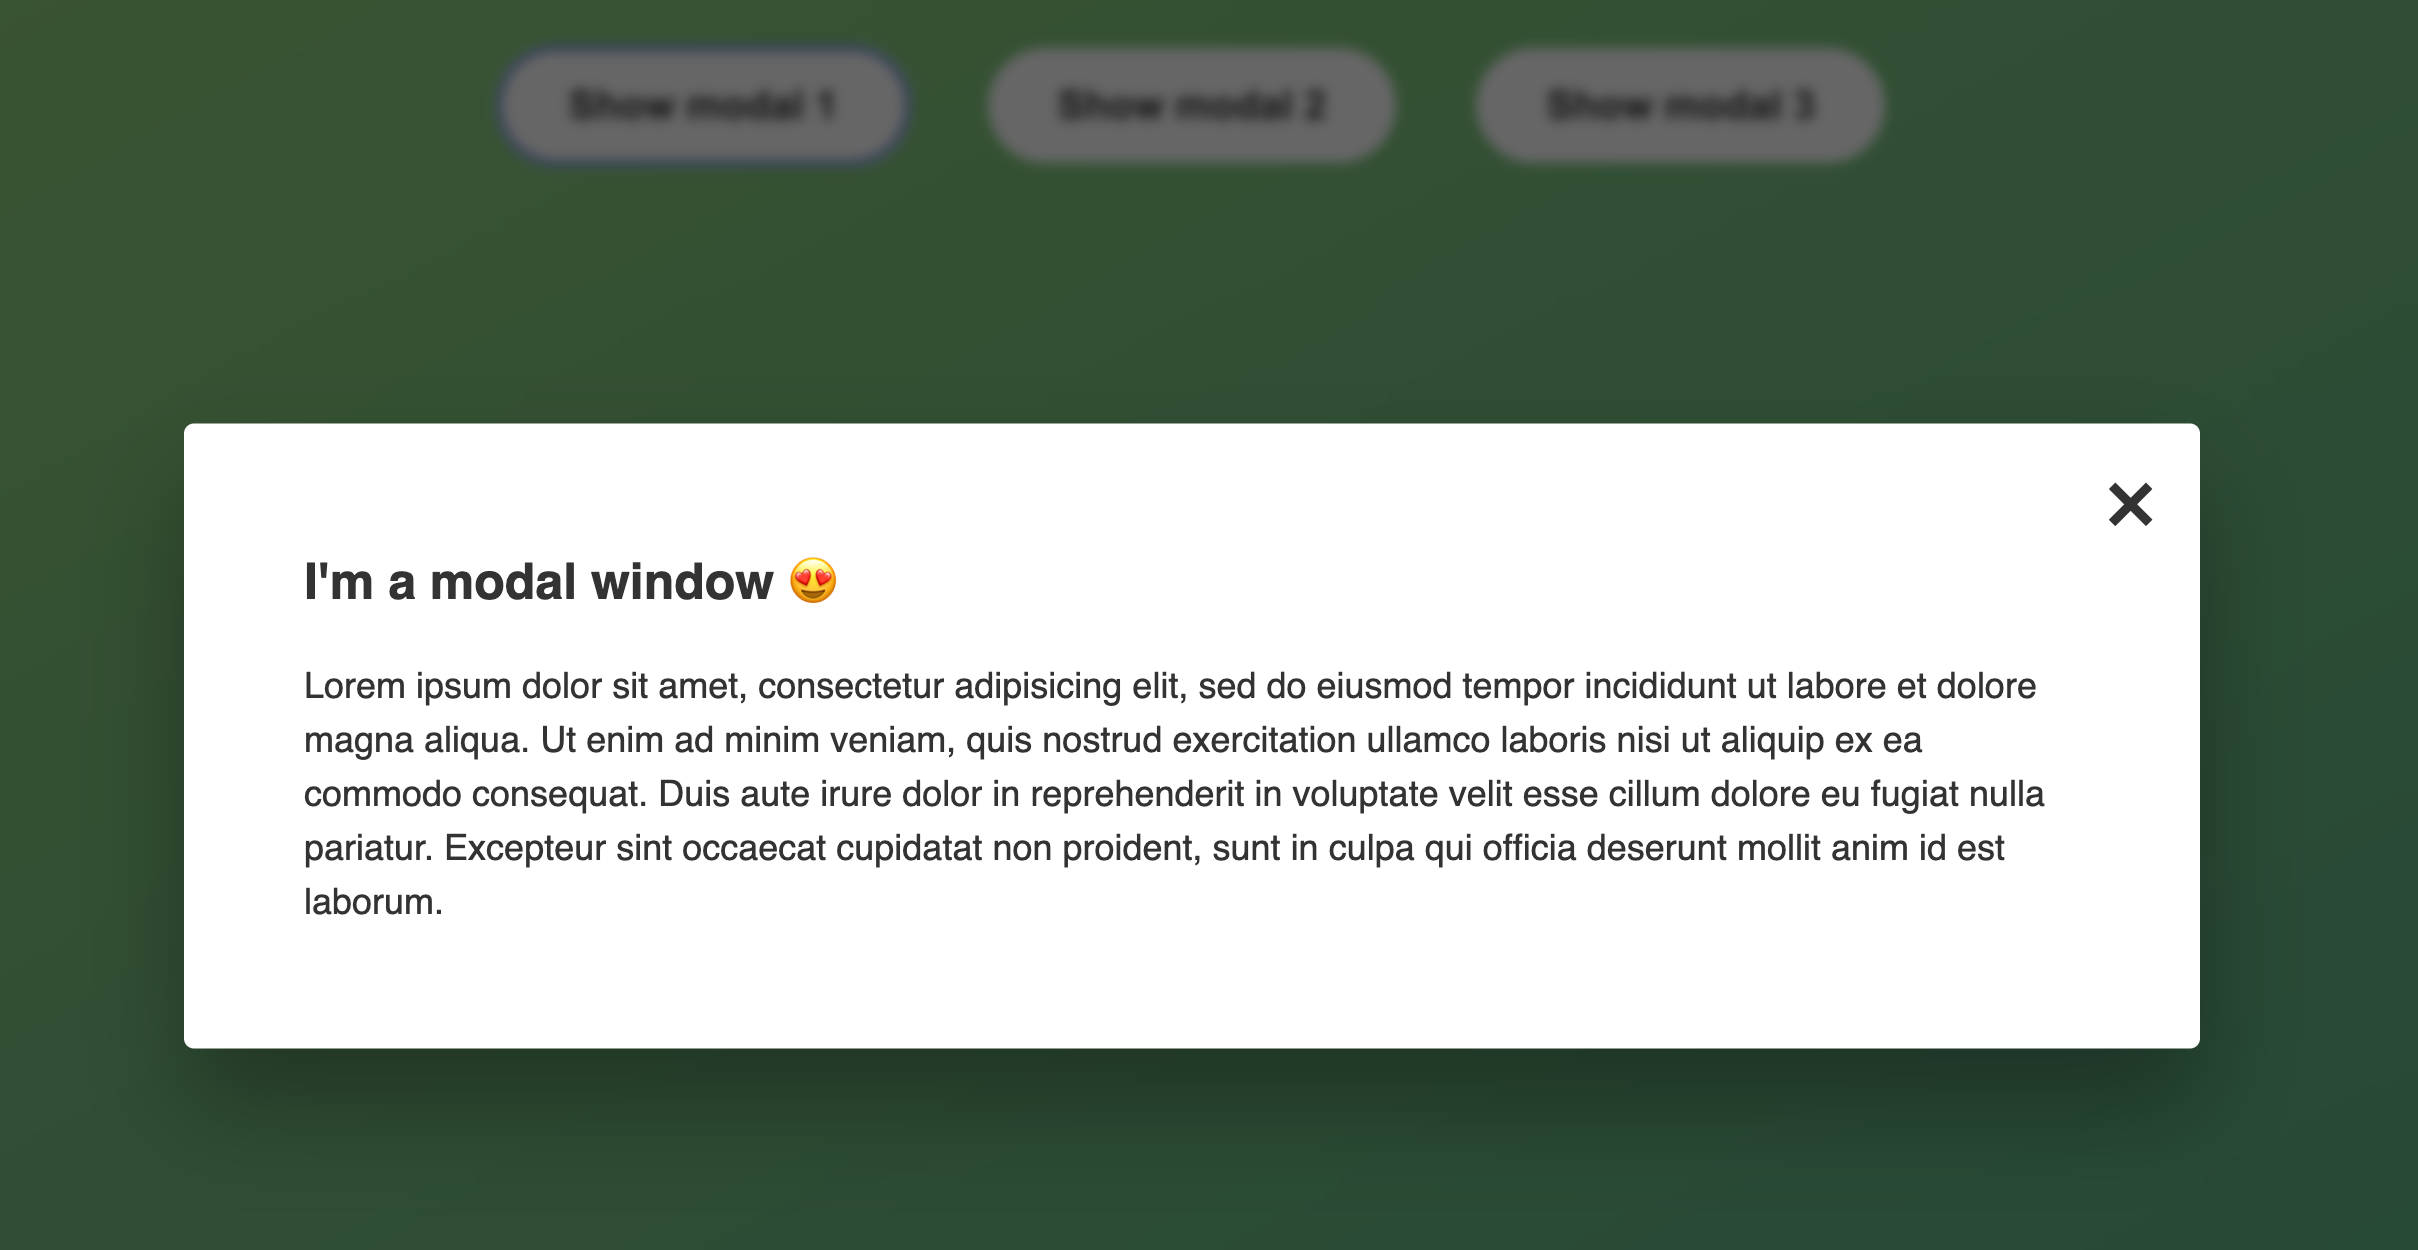 Show modal 1 Show modal 2 Show modal 3
×
I'm a modal window 😍
Lorem ipsum dolor sit amet, consectetur adipisicing elit, sed do eiusmod tempor incididunt ut labore et dolore
magna aliqua. Ut enim ad minim veniam, quis nostrud exercitation ullamco laboris nisi ut aliquip ex ea
commodo consequat. Duis aute irure dolor in reprehenderit in voluptate velit esse cillum dolore eu fugiat nulla
pariatur. Excepteur sint occaecat cupidatat non proident, sunt in culpa qui officia deserunt mollit anim id est
laborum.